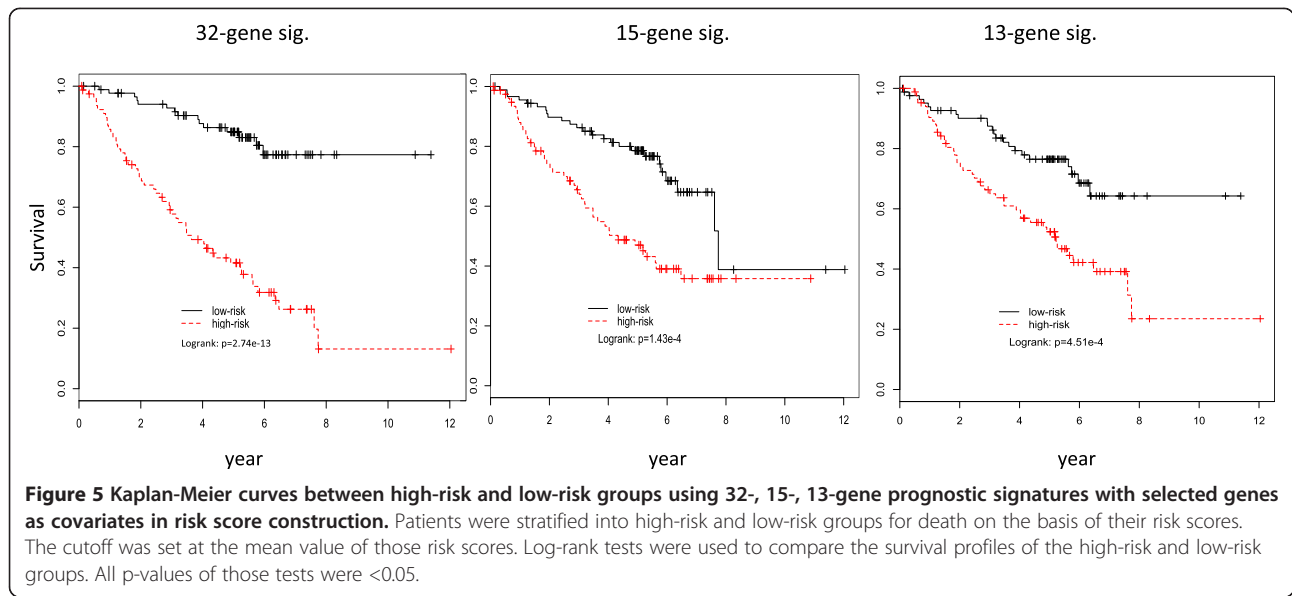 32-gene sig.
15-gene sig.
13-gene sig.
Survival
1.0
0.8
0.6
0.4
0.2
0.0
low-risk
high-risk
Logrank: p=2.74e-13
0 2 4 6 8 10 12
year
1.0
0.8
0.6
0.4
0.2
0.0
low-risk
high-risk
Logrank: p=1.43e-4
0 2 4 6 8 10 12
year
1.0
0.8
0.6
0.4
0.2
0.0
low-risk
high-risk
Logrank: p=4.51e-4
0 2 4 6 8 10 12
year
Figure 5 Kaplan-Meier curves between high-risk and low-risk groups using 32-, 15-, 13-gene prognostic signatures with selected genes
as covariates in risk score construction. Patients were stratified into high-risk and low-risk groups for death on the basis of their risk scores.
The cutoff was set at the mean value of those risk scores. Log-rank tests were used to compare the survival profiles of the high-risk and low-risk
groups. All p-values of those tests were <0.05.